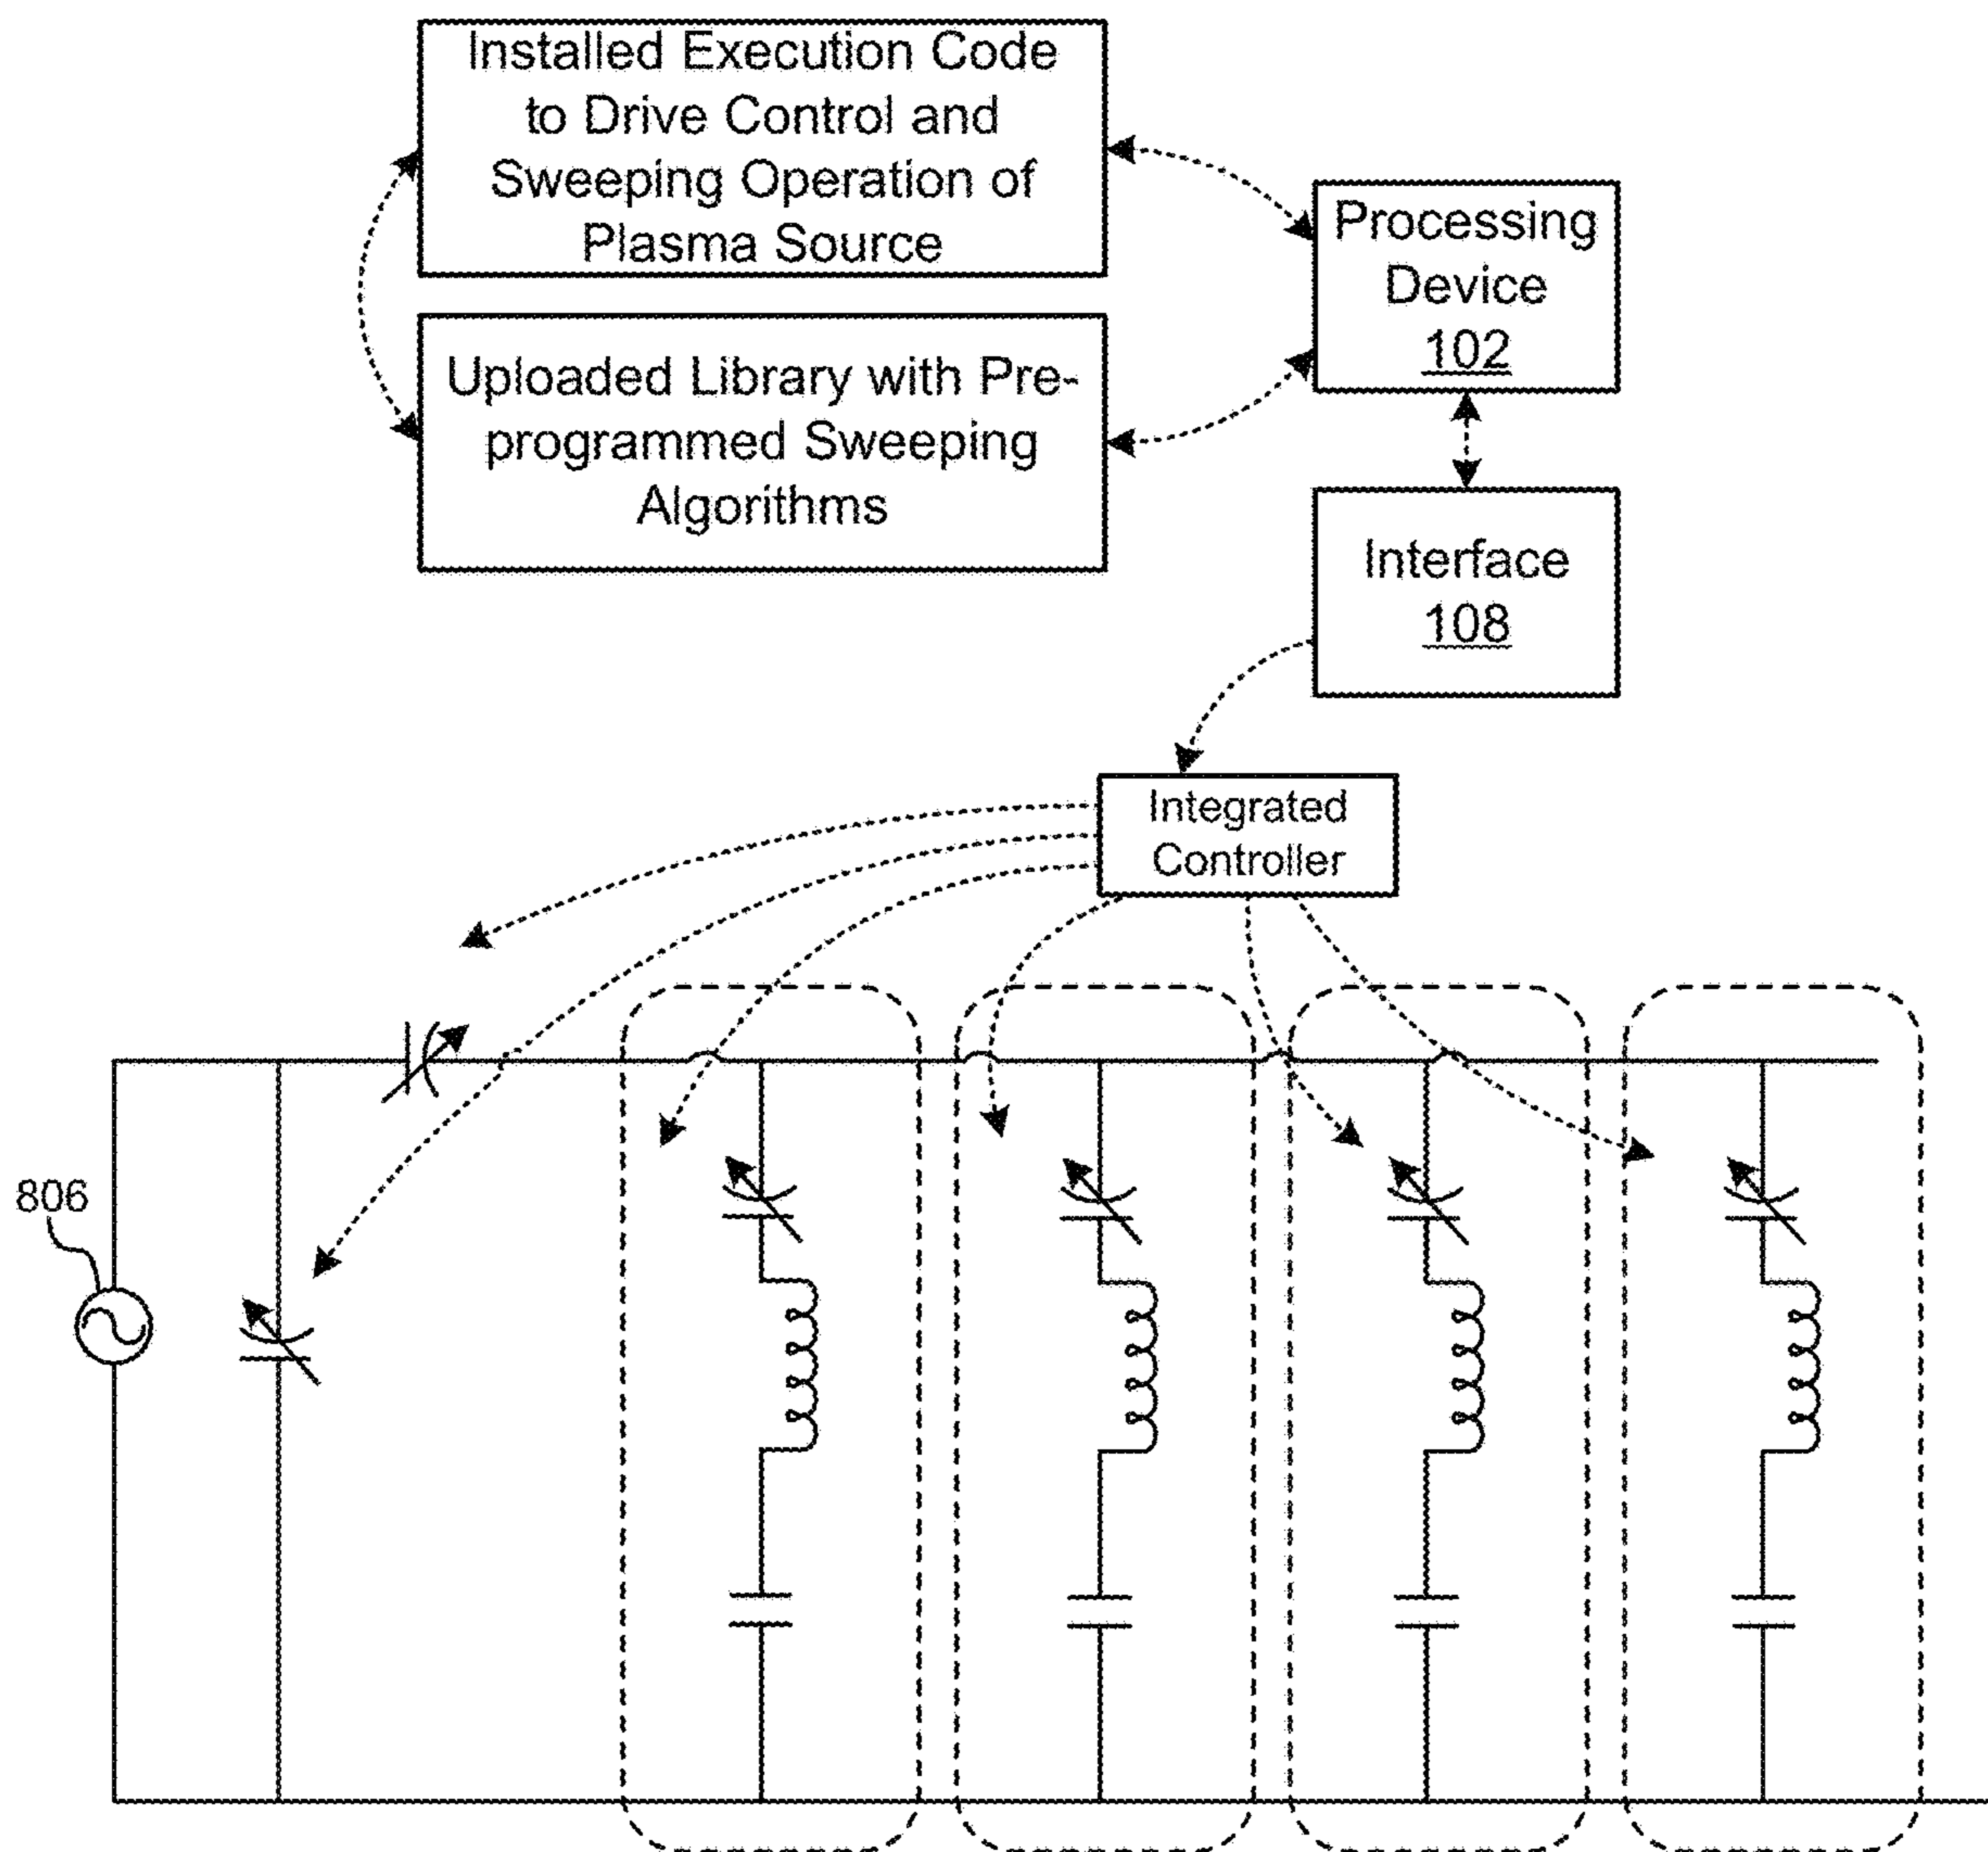 Installed Execution Code
to Drive Control and
Sweeping Operation of
Plasma Source
Processing
Device
102
Uploaded Library with Pre-
programmed Sweeping
Algorithms
Interface
108
Integrated
Controller
806